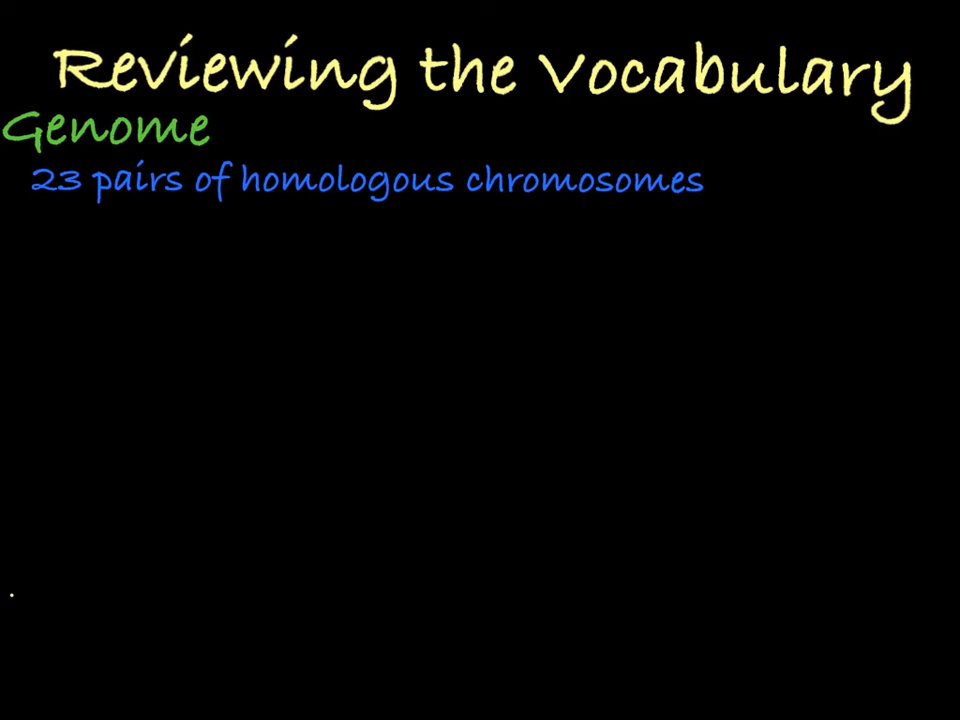 Reviewing the Vocabulary
Genome
23 pairs of homologous chromosomes
.